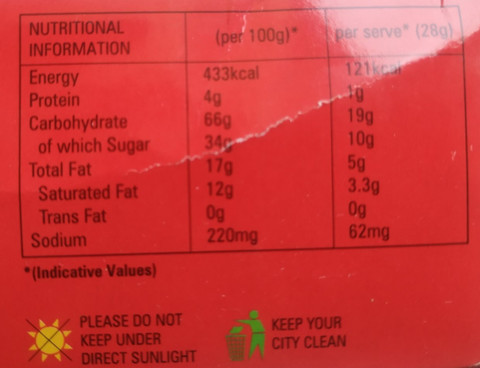 NUTRITIONAL INFORMATION (per 100g)* per serve* (28g)
Energy 433kcal 121kcal
Protein 4g 1g
Carbohydrate 66g 19g
of which Sugar 34g 10g
Total Fat 17g 5g
Saturated Fat 12g 3.3g
Trans Fat 0g 0g
Sodium 220mg 62mg
*(Indicative Values)
PLEASE DO NOT
KEEP UNDER
DIRECT SUNLIGHT
KEEP YOUR
CITY CLEAN